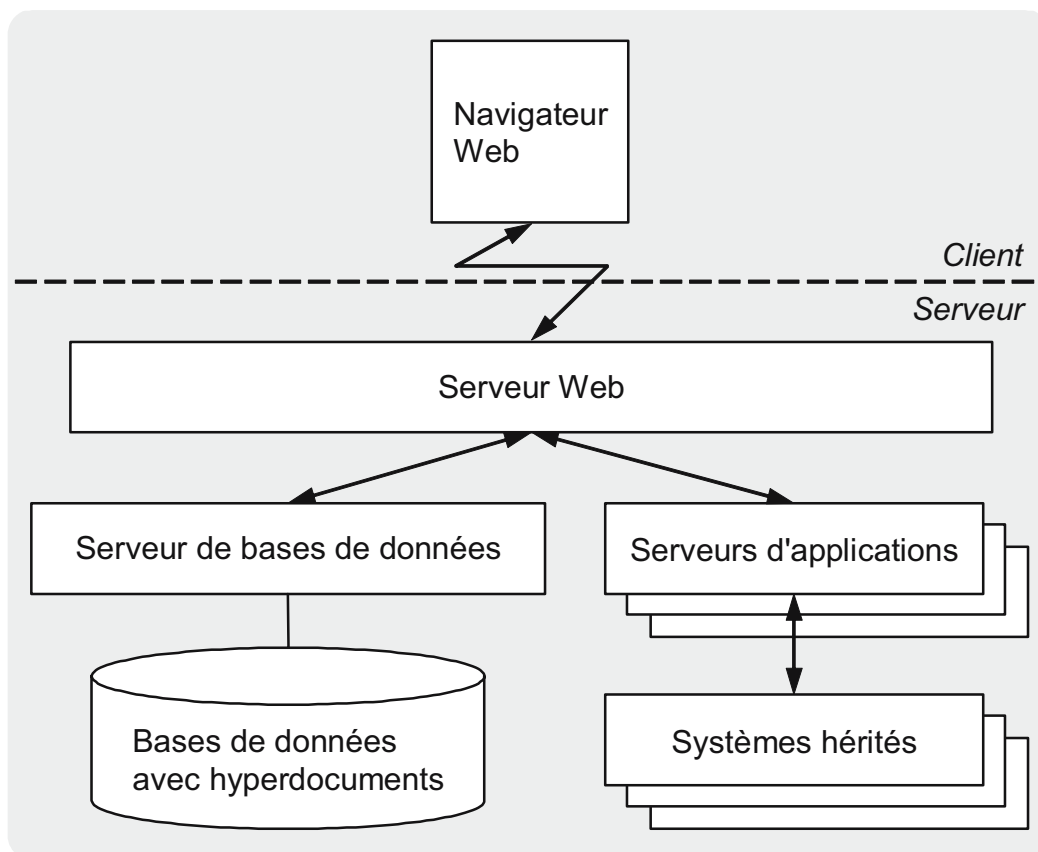 Navigateur
Web
Client
Serveur
Serveur Web
Serveur de bases de données
Serveurs d'applications
Bases de données
avec hyperdocuments
Systèmes hérités